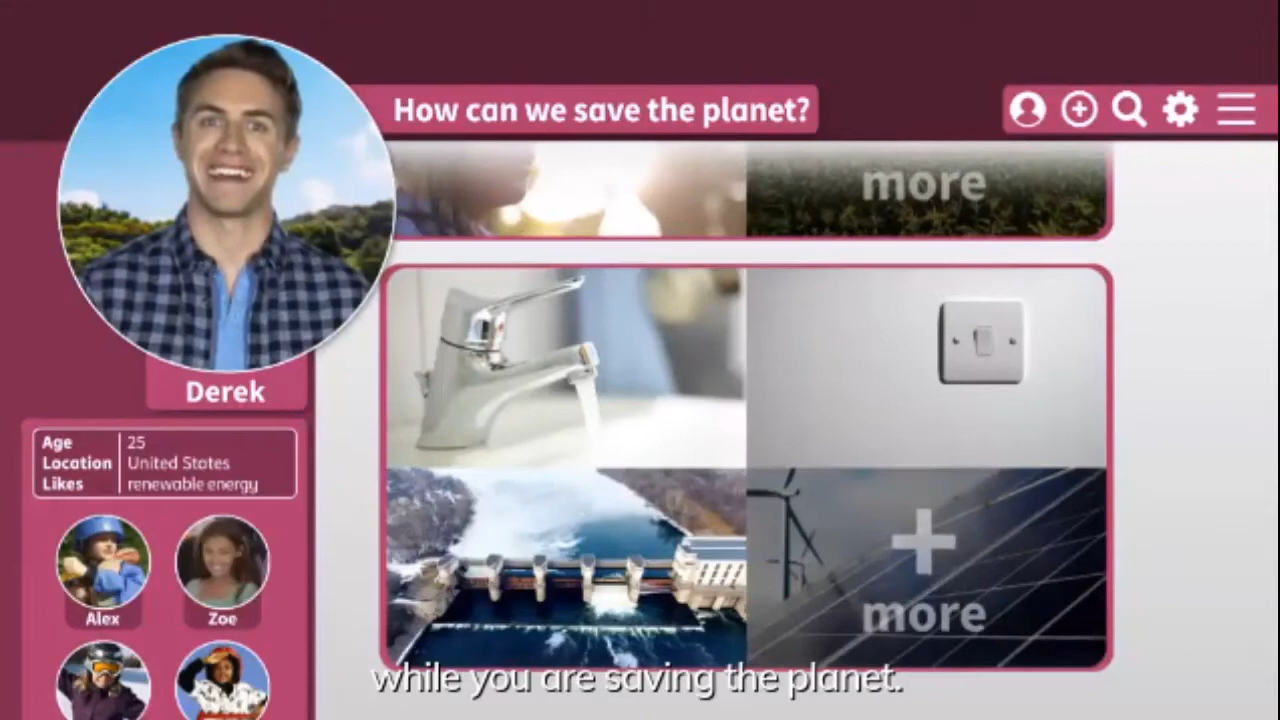 How can we save the planet?
more
Derek
Age 25
Location United States
Likes renewable energy
Alex
Zoe
+
more
while you are saving the planet.